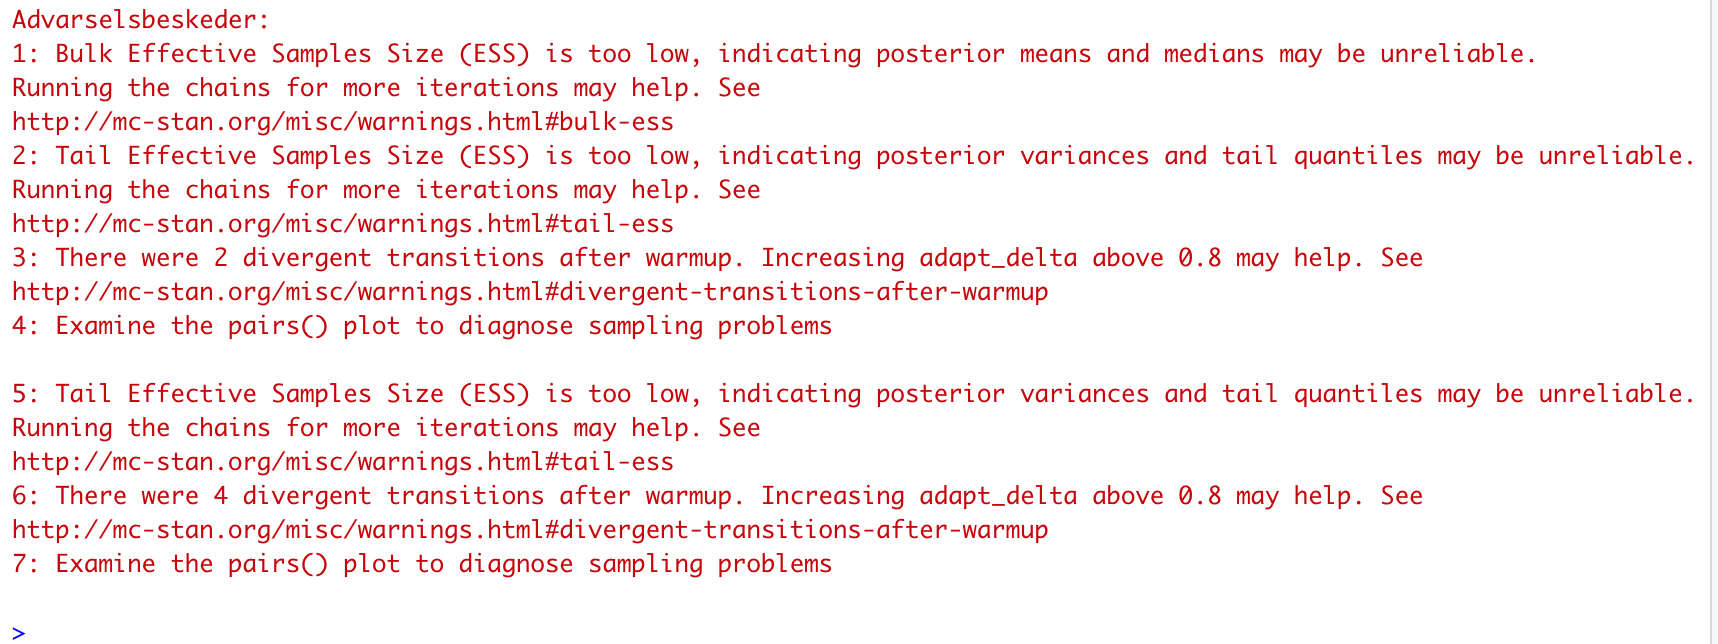 Advarselsbeskeder:
1: Bulk Effective Samples Size (ESS) is too low, indicating posterior means and medians may be unreliable.
Running the chains for more iterations may help. See
http://mc-stan.org/misc/warnings.html#bulk-ess
2: Tail Effective Samples Size (ESS) is too low, indicating posterior variances and tail quantiles may be unreliable.
Running the chains for more iterations may help. See
http://mc-stan.org/misc/warnings.html#tail-ess
3: There were 2 divergent transitions after warmup. Increasing adapt_delta above 0.8 may help. See
http://mc-stan.org/misc/warnings.html#divergent-transitions-after-warmup
4: Examine the pairs() plot to diagnose sampling problems
5: Tail Effective Samples Size (ESS) is too low, indicating posterior variances and tail quantiles may be unreliable.
Running the chains for more iterations may help. See
http://mc-stan.org/misc/warnings.html#tail-ess
6: There were 4 divergent transitions after warmup. Increasing adapt_delta above 0.8 may help. See
http://mc-stan.org/misc/warnings.html#divergent-transitions-after-warmup
7: Examine the pairs() plot to diagnose sampling problems
>